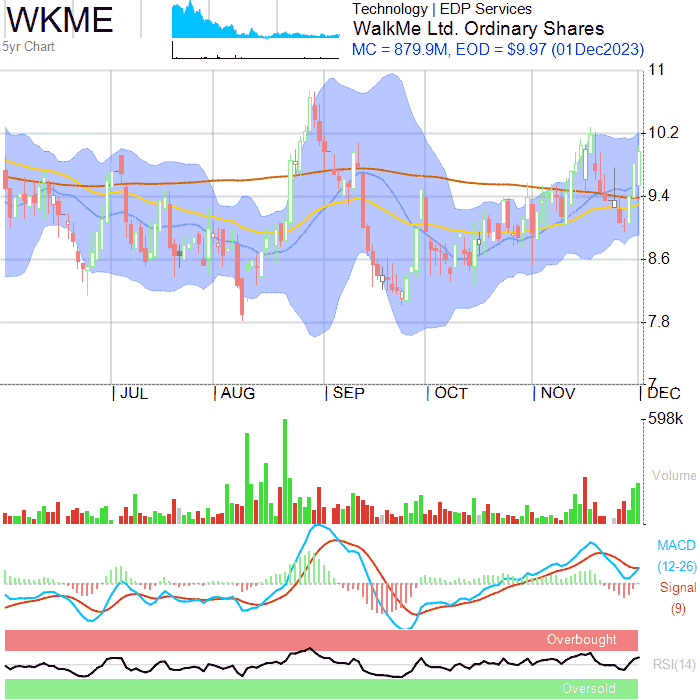 WKME
5yr Chart
Technology | EDP Services
WalkMe Ltd. Ordinary Shares
MC = 879.9M, EOD = $9.97 (01Dec2023)
11
10.2
9.4
8.6
7.8
7
| JUL | AUG | SEP | OCT | NOV | DEC
598k
Volume
MACD
(12-26)
Signal
(9)
Overbought
RSI(14)
Oversold